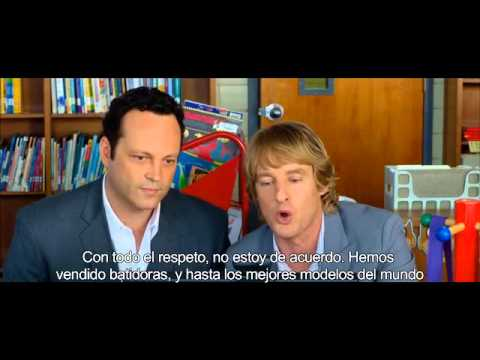 Con todo el respeto, no estoy de acuerdo. Hemos
vendido batidoras, y hasta los mejores modelos del mundo